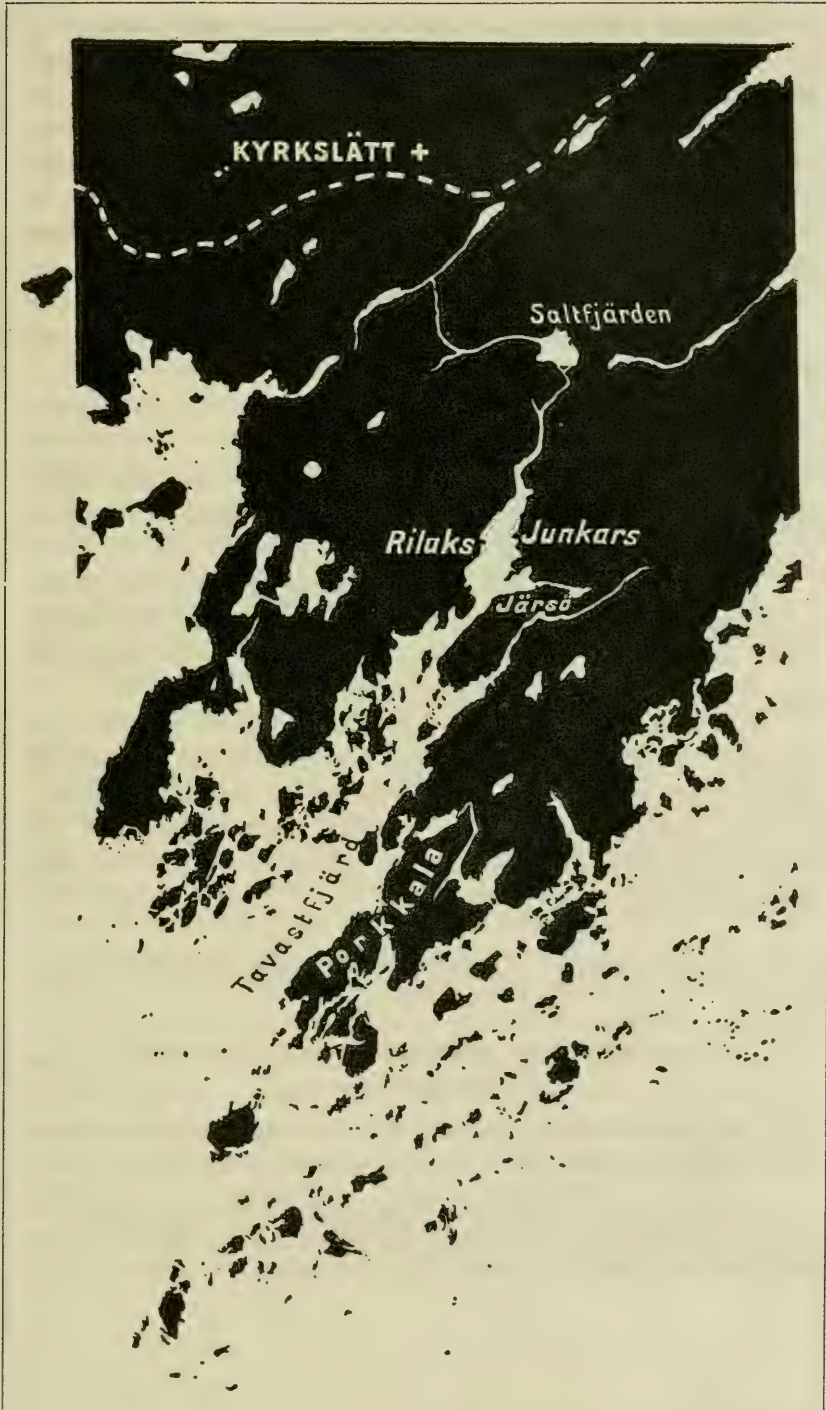 KYRKSLÄTT +
Saltfjärden
Rilaks
Junkars
Järsö
Tavastfjärd
Porkkala